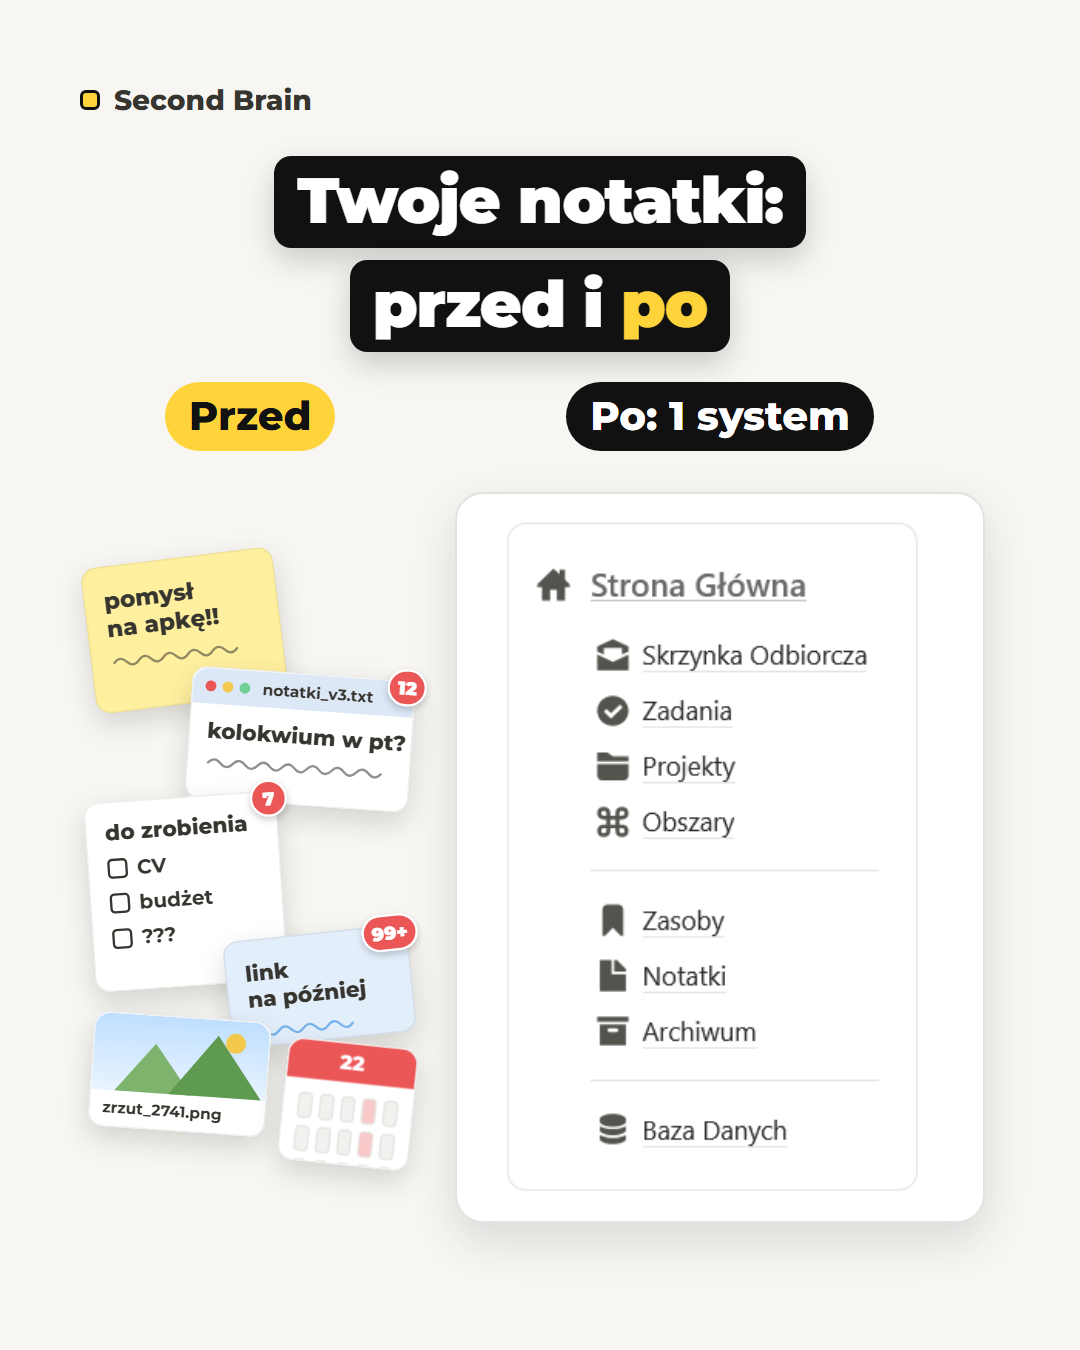 Second Brain
Twoje notatki:
przed i po
Przed
Po: 1 system
pomysł
na apkę!!
notatki_v3.txt
12
kolokwium w pt?
7
do zrobienia
CV
budżet
???
99+
link
na później
zrzut_2741.png
22
Strona Główna
Skrzynka Odbiorcza
Zadania
Projekty
Obszary
Zasoby
Notatki
Archiwum
Baza Danych